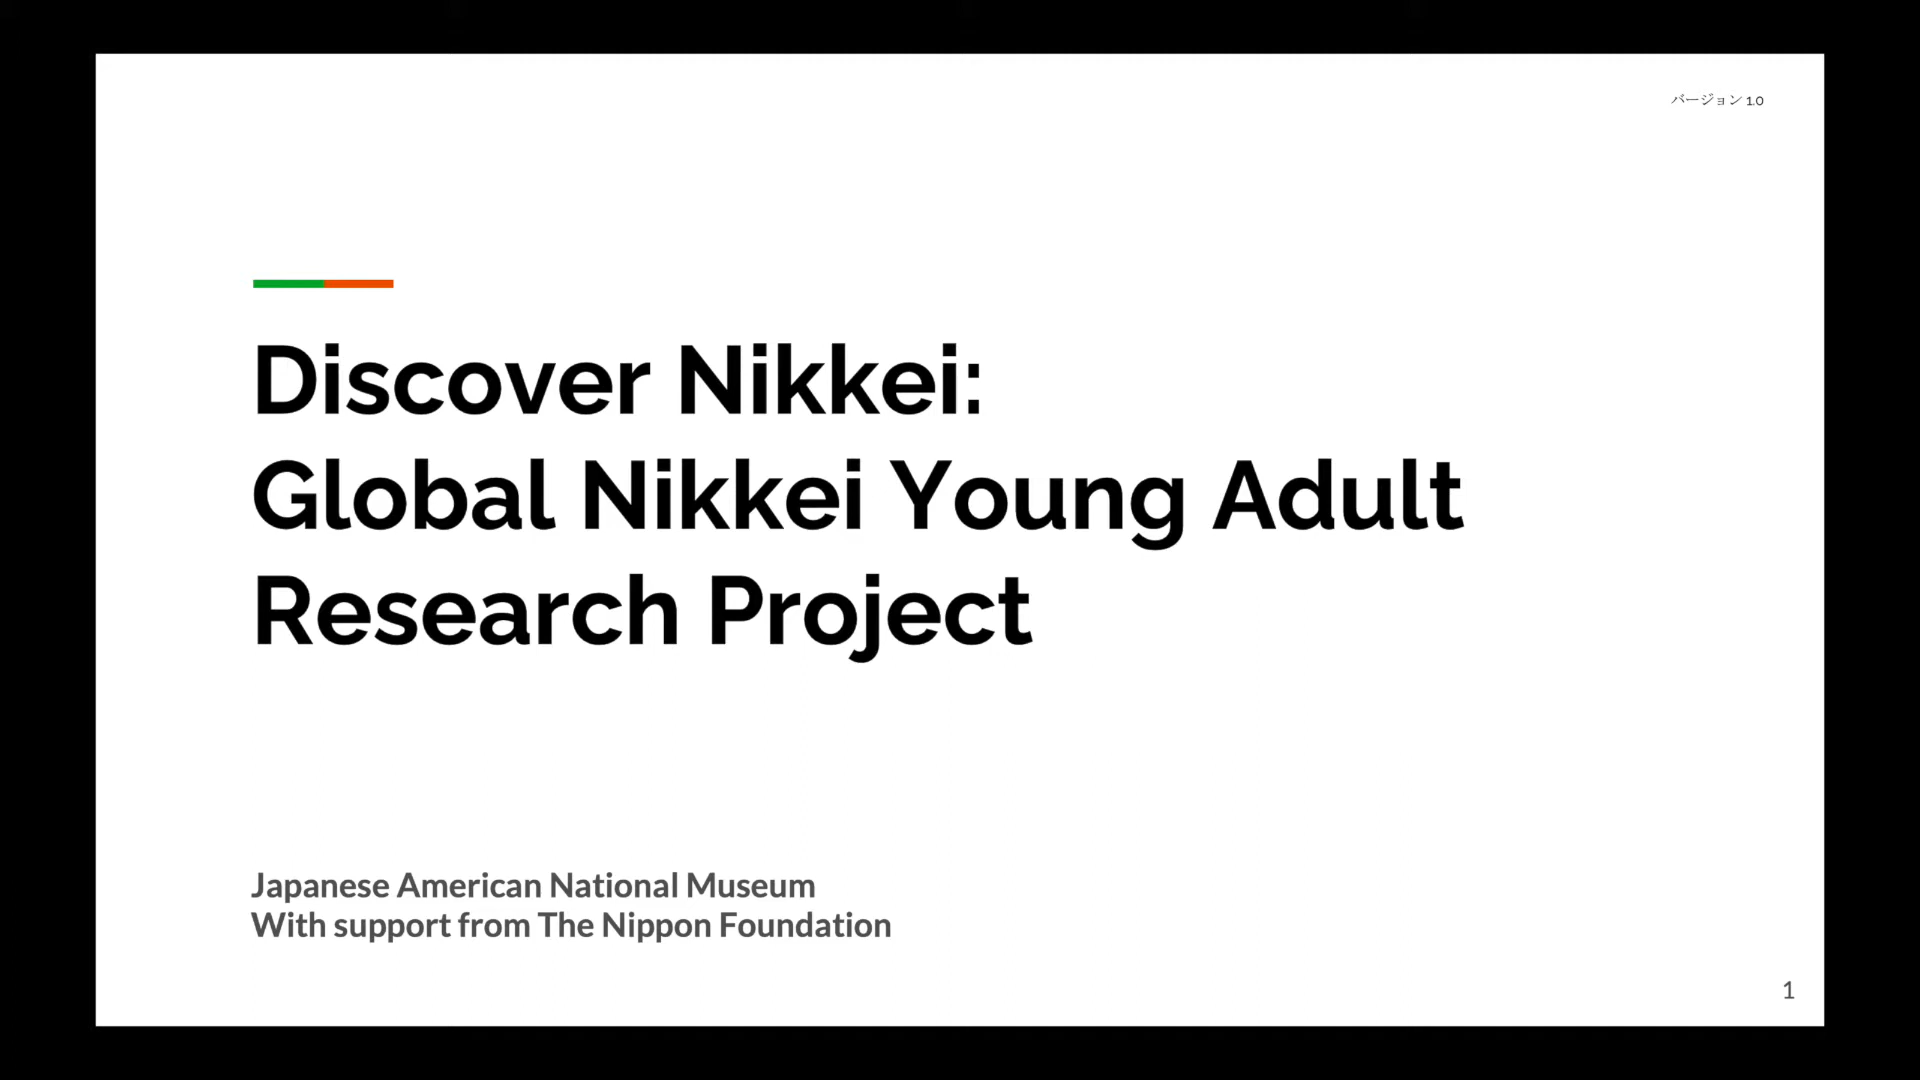 バージョン 1.0
Discover Nikkei:
Global Nikkei Young Adult
Research Project
Japanese American National Museum
With support from The Nippon Foundation
1